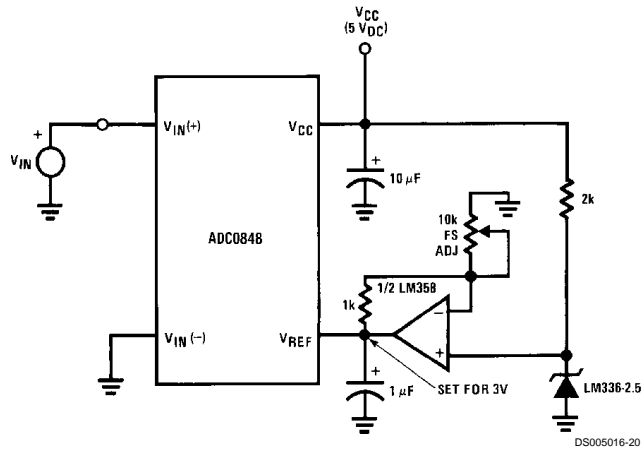 VCC
(5 VDC)
+
VIN
VIN(+)
VCC
+
10 μF
2k
10k
FS
ADJ
ADC0848
1/2 LM358
1k
−
+
VIN(−)
VREF
+
1 μF
SET FOR 3V
LM336-2.5
DS005016-20